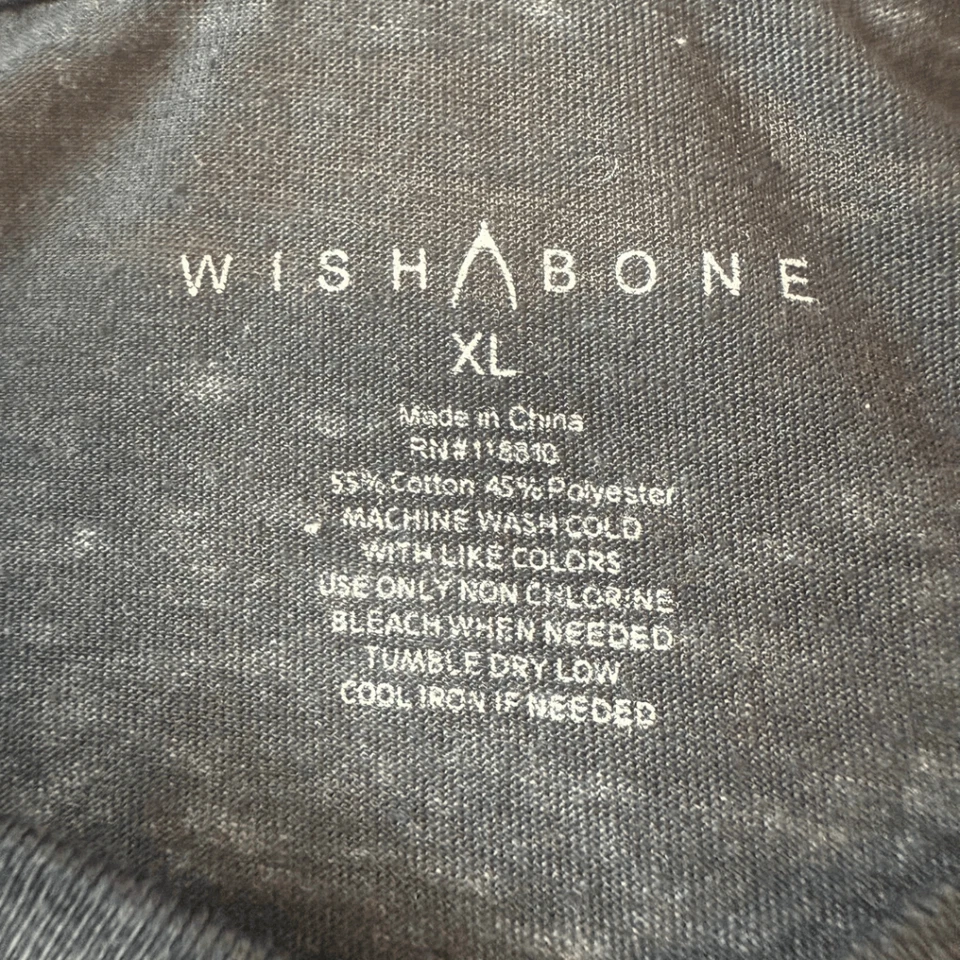 WISHBONE
XL
Made in China
55% Cotton 45% Polyester
MACHINE WASH COLD
WITH LIKE COLORS
USE ONLY NON CHLORINE
BLEACH WHEN NEEDED
TUMBLE DRY LOW
COOL IRON IF NEEDED